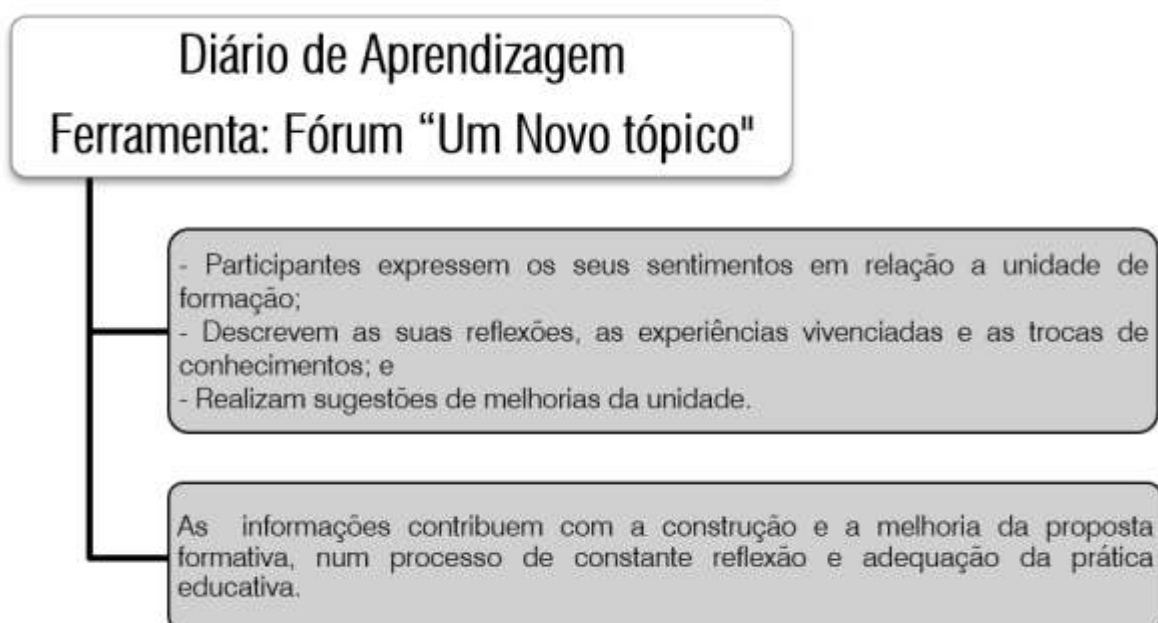 Diário de Aprendizagem
Ferramenta: Fórum “Um Novo tópico"
- Participantes expressem os seus sentimentos em relação a unidade de
formação;
- Descrevem as suas reflexões, as experiências vivenciadas e as trocas de
conhecimentos; e
- Realizam sugestões de melhorias da unidade.
As informações contribuem com a construção e a melhoria da proposta
formativa, num processo de constante reflexão e adequação da prática
educativa.